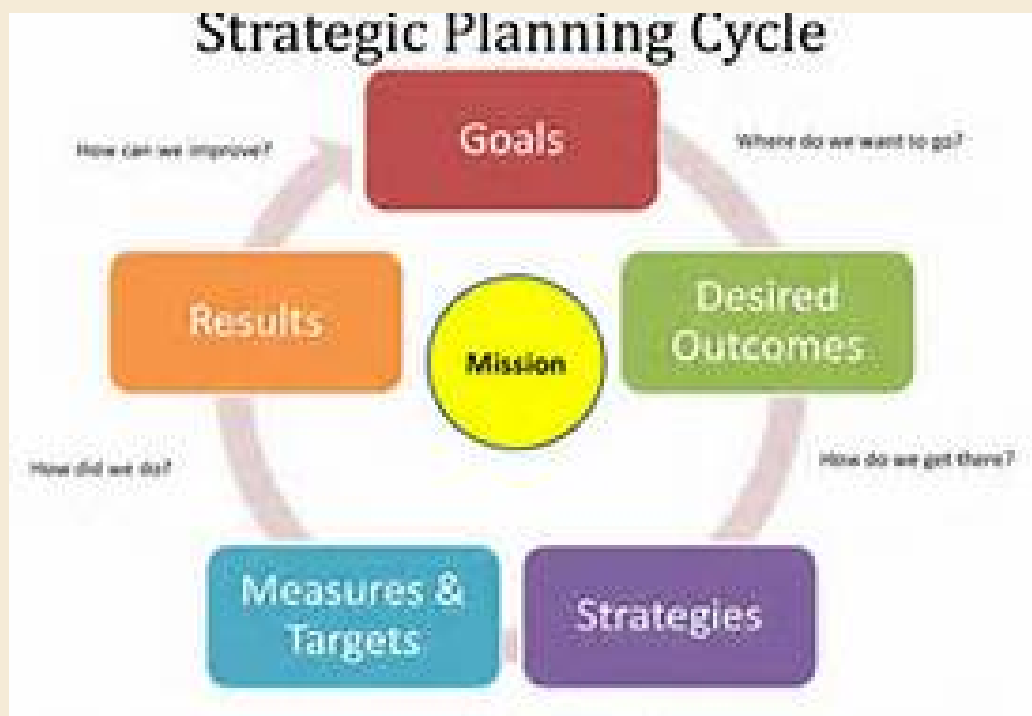 Strategic Planning Cycle
Goals
How can we improve?
Where do we want to go?
Results
Mission
Desired
Outcomes
How did we do?
How do we get there?
Measures &
Targets
Strategies